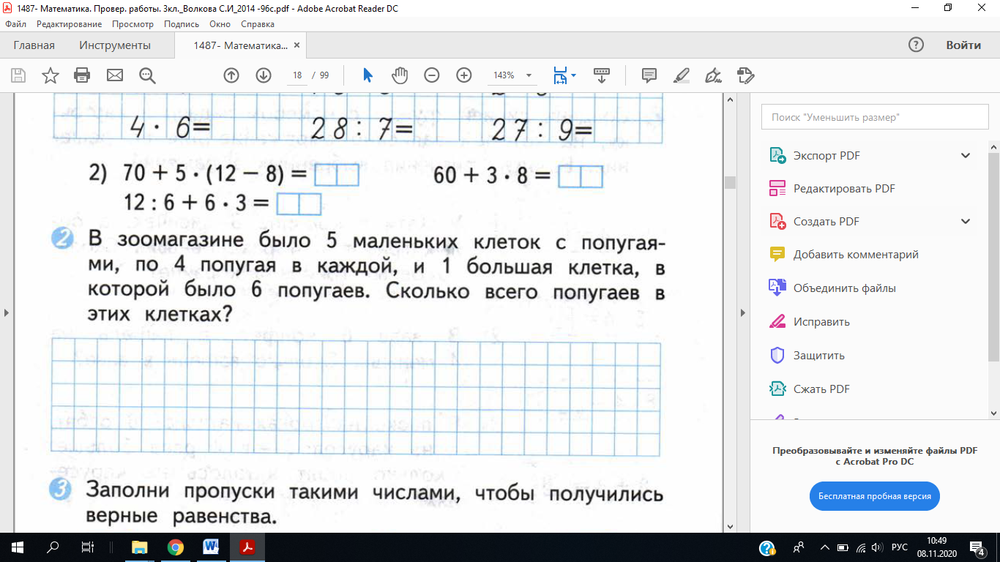 1487- Математика. Провер. работы. 3кл._Волкова С.И_2014 -96с.pdf - Adobe Acrobat Reader DC
Файл Редактирование Просмотр Подпись Окно Справка
Главная Инструменты 1487- Математика... × Войти
18 / 99 143%
4 · 6= 28 : 7= 27 : 9=
2) 70 + 5 · (12 − 8) = 60 + 3 · 8 =
12 : 6 + 6 · 3 =
2 В зоомагазине было 5 маленьких клеток с попугая-
ми, по 4 попугая в каждой, и 1 большая клетка, в
которой было 6 попугаев. Сколько всего попугаев в
этих клетках?
3 Заполни пропуски такими числами, чтобы получились
верные равенства.
Поиск "Уменьшить размер"
Экспорт PDF
Редактировать PDF
Создать PDF
Добавить комментарий
Объединить файлы
Исправить
Защитить
Сжать PDF
Преобразовывайте и изменяйте файлы PDF
с Acrobat Pro DC
Бесплатная пробная версия
РУС
10:49
08.11.2020
4